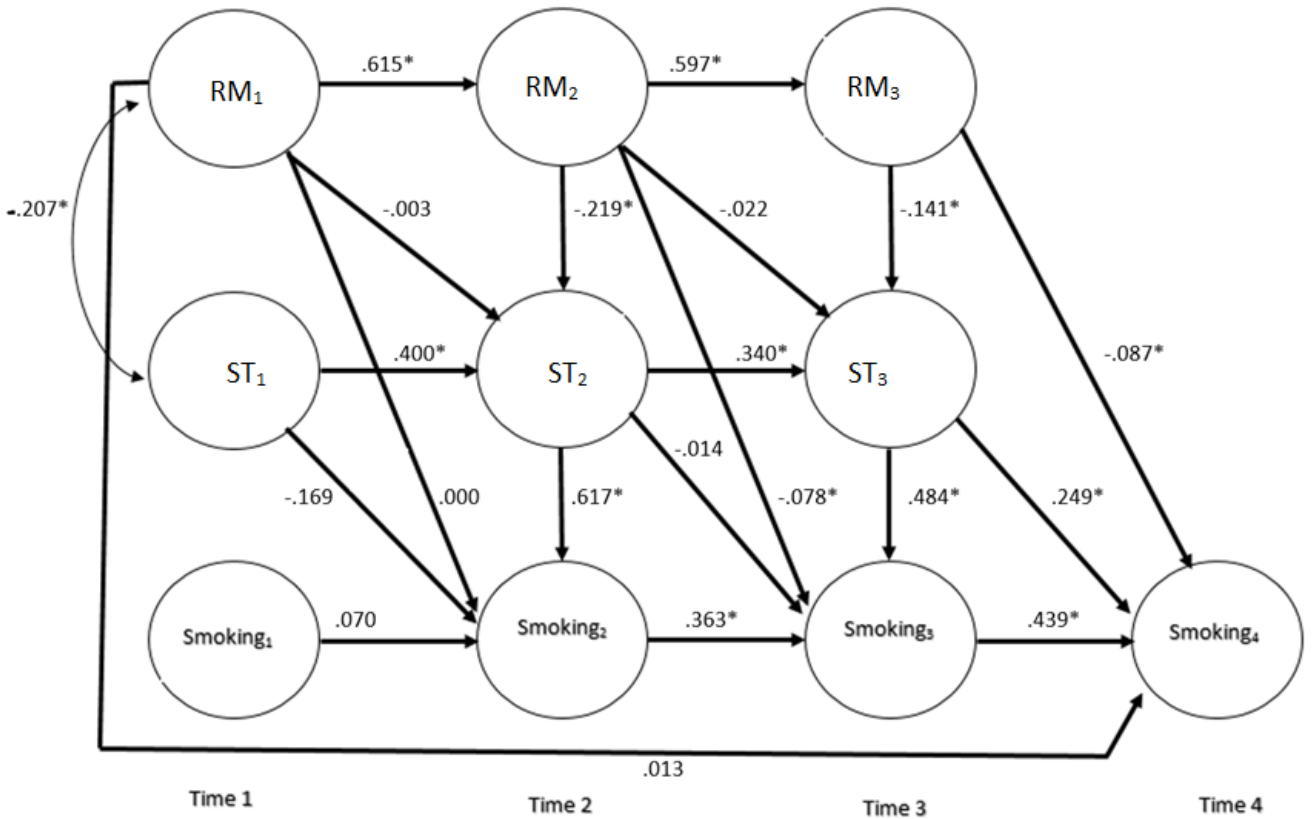 .615*
.597*
RM₁
RM₂
RM₃
-.207*
-.003
-.219*
-.022
-.141*
.400*
.340*
-.087*
ST₁
ST₂
ST₃
-.014
-.169
.000
.617*
-.078*
.484*
.249*
.070
.363*
.439*
Smoking₁
Smoking₂
Smoking₃
Smoking₄
.013
Time 1
Time 2
Time 3
Time 4